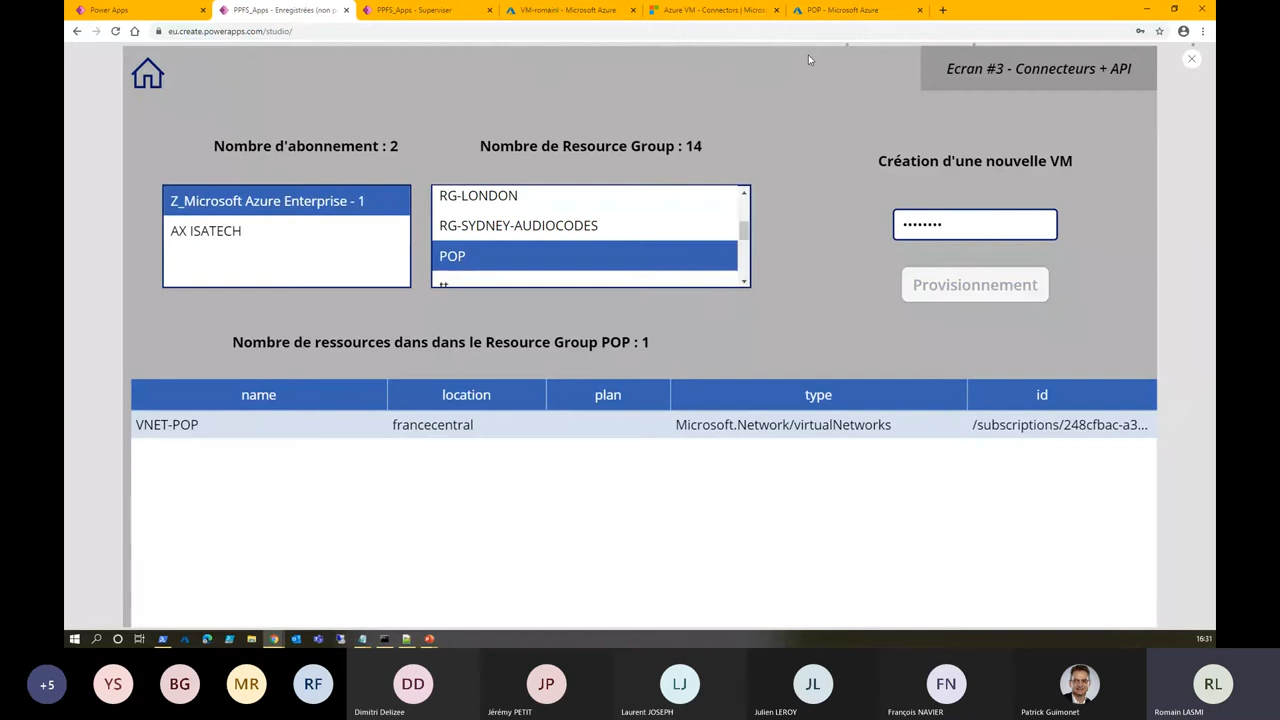 Power Apps
PPFS_Apps - Enregistrées (non p
PPFS_Apps - Superviser
VM-romainl - Microsoft Azure
Azure VM - Connectors | Micros
POP - Microsoft Azure
eu.create.powerapps.com/studio/
Ecran #3 - Connecteurs + API
Nombre d'abonnement : 2
Nombre de Resource Group : 14
Création d'une nouvelle VM
Z_Microsoft Azure Enterprise - 1
AX ISATECH
RG-LONDON
RG-SYDNEY-AUDIOCODES
POP
tt
••••••••
Provisionnement
Nombre de ressources dans dans le Resource Group POP : 1
name location plan type id
VNET-POP francecentral Microsoft.Network/virtualNetworks /subscriptions/248cfbac-a3...
16:31
+5 YS BG MR RF DD JP LJ JL FN RL
Dimitri Delizee Jérémy PETIT Laurent JOSEPH Julien LEROY François NAVIER Patrick Guimonet Romain LASMI